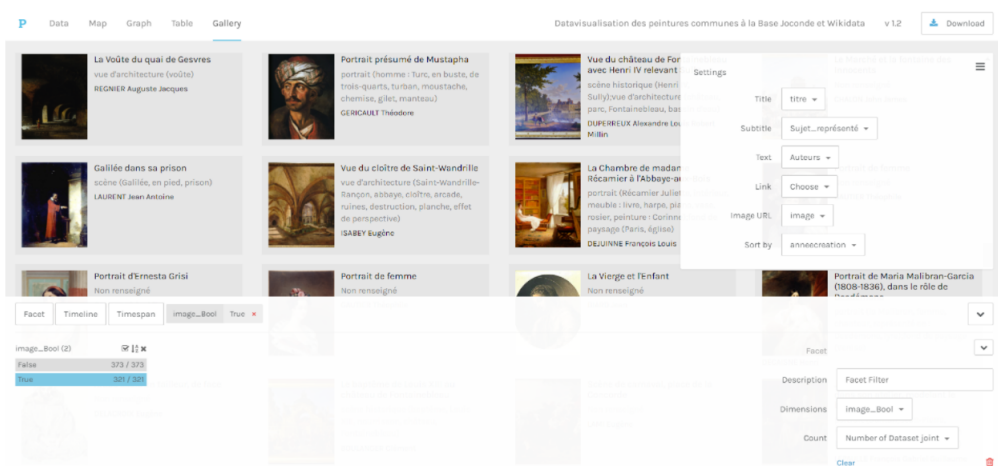 P Data Map Graph Table Gallery Datavisualisation des peintures communes à la Base Joconde et Wikidata v 1.2 Download
La Voûte du quai de Gesvres
vue d'architecture (voûte)
REGNIER Auguste Jacques
Portrait présumé de Mustapha
portrait (homme : Turc, en buste, de
trois-quarts, turban, moustache,
chemise, gilet, manteau)
GERICAULT Théodore
Vue du château de
avec Henri IV relevant
scène historique (Henri
Sully);vue d'architecture
parc, Fontainebleau,
DUPERREUX Alexandre
Millin
Settings
Title titre
Subtitle Sujet_représenté
Text Auteurs
Link Choose
Image URL image
Sort by anneecreation
Galilée dans sa prison
scène (Galilée, en pied, prison)
LAURENT Jean Antoine
Vue du cloître de Saint-Wandrille
vue d'architecture (Saint-Wandrille-
Rançon, abbaye, cloître, arcade,
ruines, destruction, planche, effet
de perspective)
ISABEY Eugène
La Chambre de madame
Récamier à l'Abbaye-
portrait (Récamier
mueble : livre, harpe,
rosier, peinture :
paysage (Paris, église)
DEJUINNE François Louis
Portrait d'Ernesta Grisi
Non renseigné
Portrait de femme
Non renseigné
La Vierge et l'Enfant
Non renseigné
Portrait de Maria Malibran-Garcia
(1808-1836), dans le rôle de
Facet Timeline Timespan image_Bool True ×
image_Bool (2)
False 373 / 373
True 321 / 321
Facet
Description Facet Filter
Dimensions image_Bool
Count Number of Dataset joint
Clear